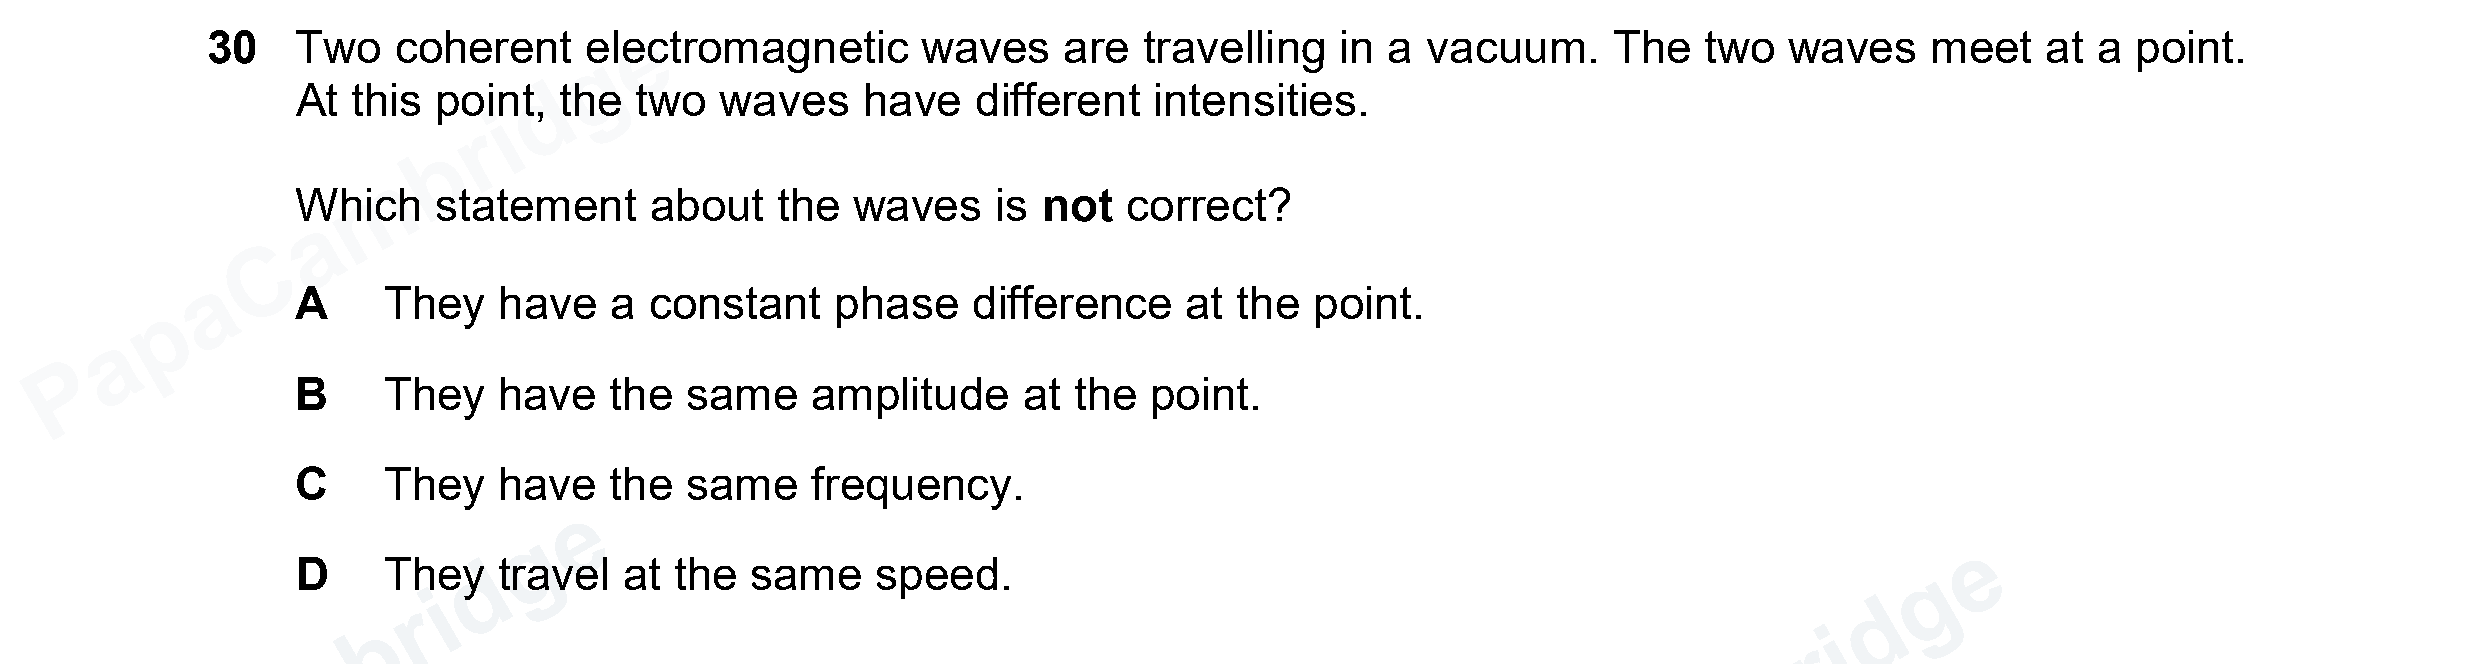 30 Two coherent electromagnetic waves are travelling in a vacuum. The two waves meet at a point.
At this point, the two waves have different intensities.
Which statement about the waves is not correct?
A They have a constant phase difference at the point.
B They have the same amplitude at the point.
C They have the same frequency.
D They travel at the same speed.
PapaCambridge
bridge
ridge